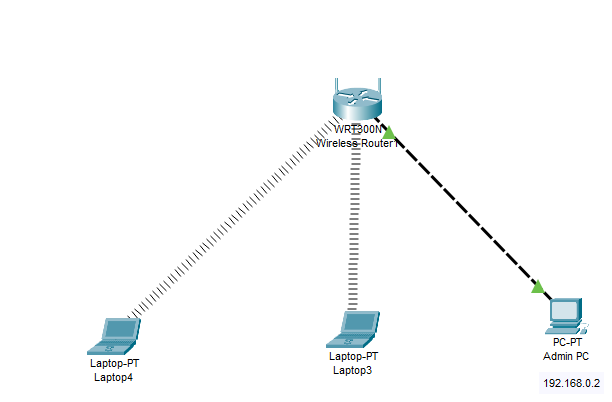 WRT300N
Wireless Router1
Laptop-PT
Laptop4
Laptop-PT
Laptop3
PC-PT
Admin PC
192.168.0.2